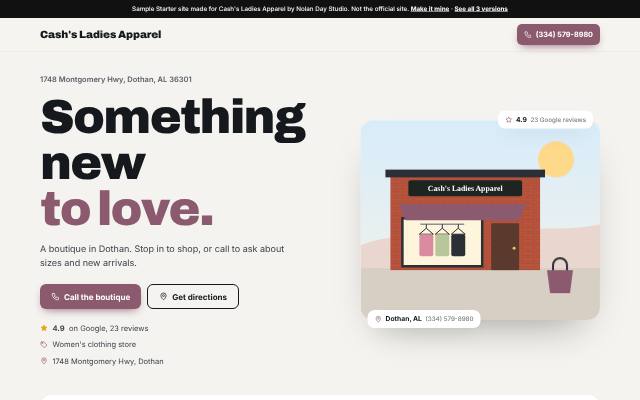 Sample Starter site made for Cash's Ladies Apparel by Nolan Day Studio. Not the official site. Make it mine · See all 3 versions
Cash's Ladies Apparel
(334) 579-8980
1748 Montgomery Hwy, Dothan, AL 36301
Something
new
to love.
A boutique in Dothan. Stop in to shop, or call to ask about
sizes and new arrivals.
Call the boutique
Get directions
4.9 on Google, 23 reviews
Women's clothing store
1748 Montgomery Hwy, Dothan
4.9 23 Google reviews
Cash's Ladies Apparel
Dothan, AL (334) 579-8980